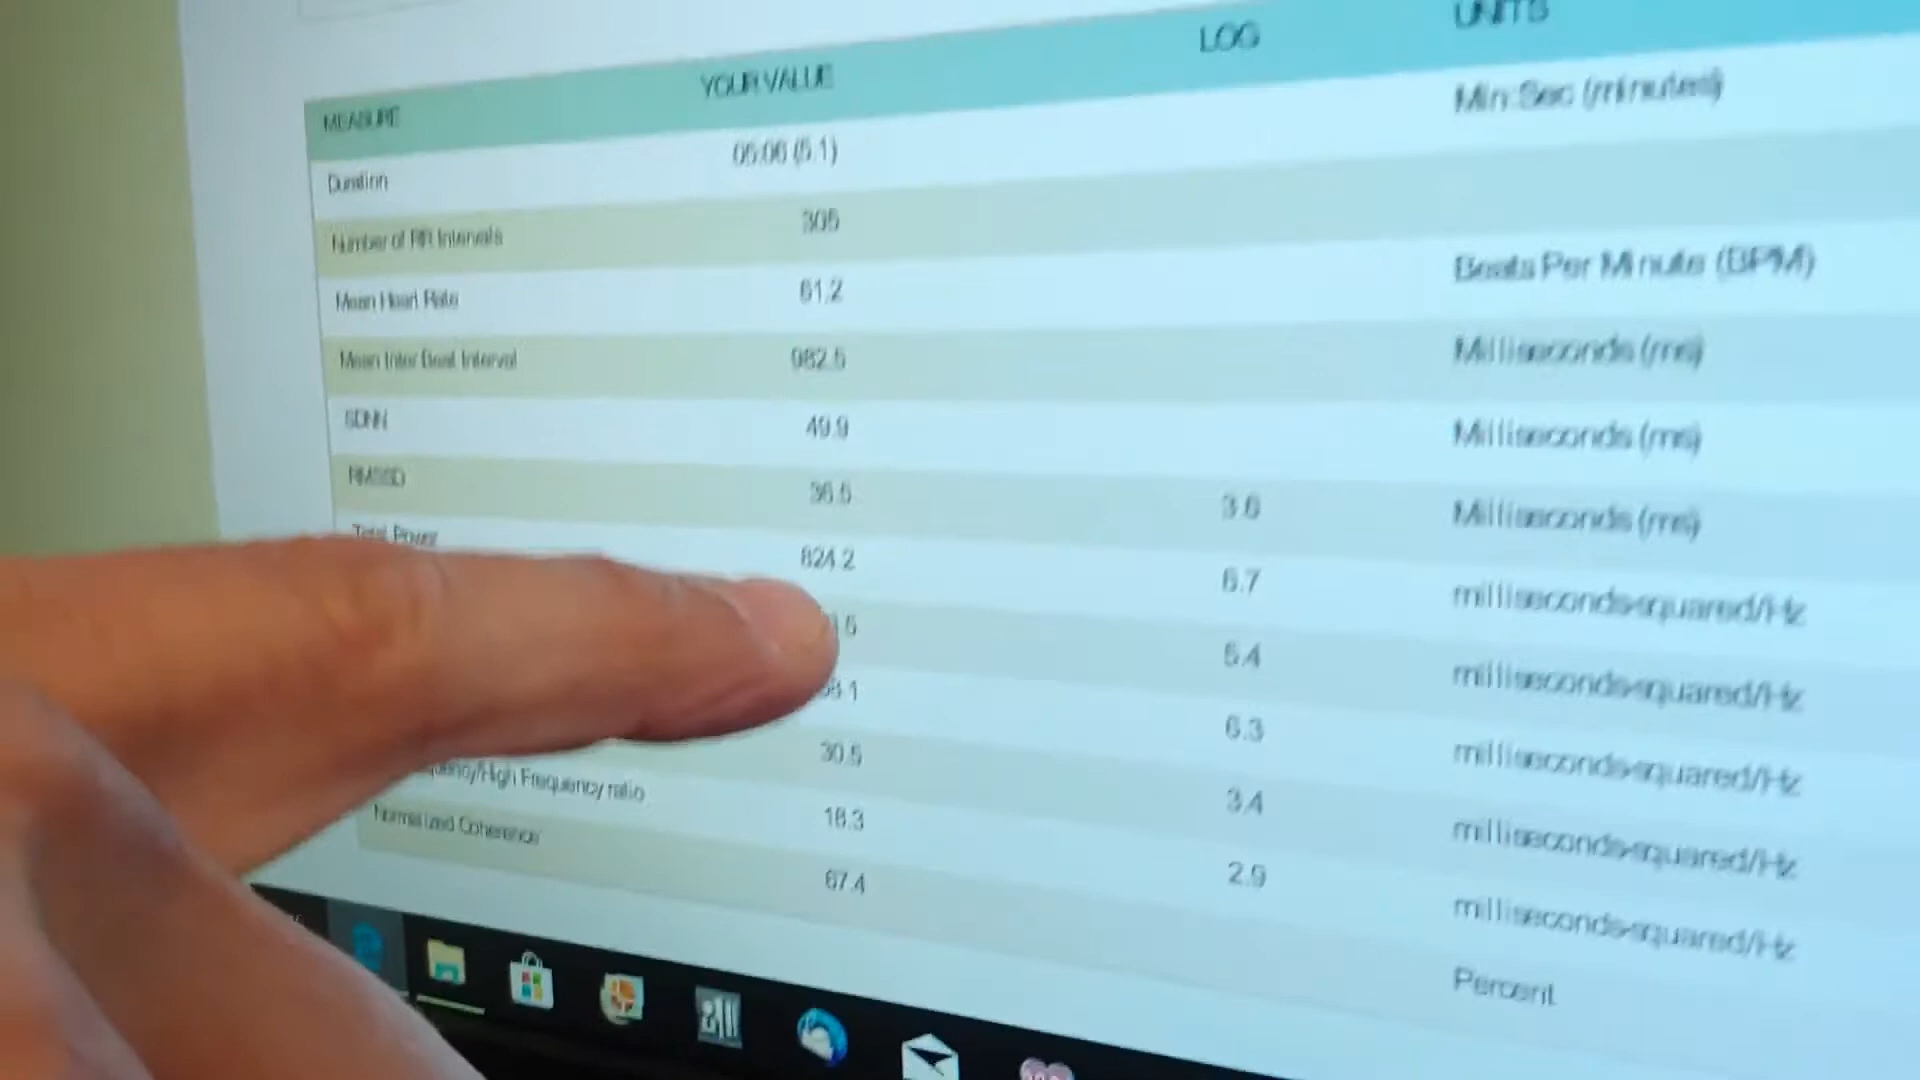 MEASURE YOUR VALUE LOG UNITS
Duration 05:06 (5.1) Min:Sec (minutes)
Number of RR Intervals 305
Mean Heart Rate 61.2 Beats Per Minute (BPM)
Mean Inter Beat Interval 982.5 Milliseconds (ms)
SDNN 49.9 Milliseconds (ms)
RMSSD 36.5 3.6 Milliseconds (ms)
Total Power 824.2 6.7 milliseconds-squared/Hz
5.4 milliseconds-squared/Hz
6.3 milliseconds-squared/Hz
30.5 3.4 milliseconds-squared/Hz
/High Frequency ratio 18.3 2.9 milliseconds-squared/Hz
Normalized Coherence 67.4 Percent